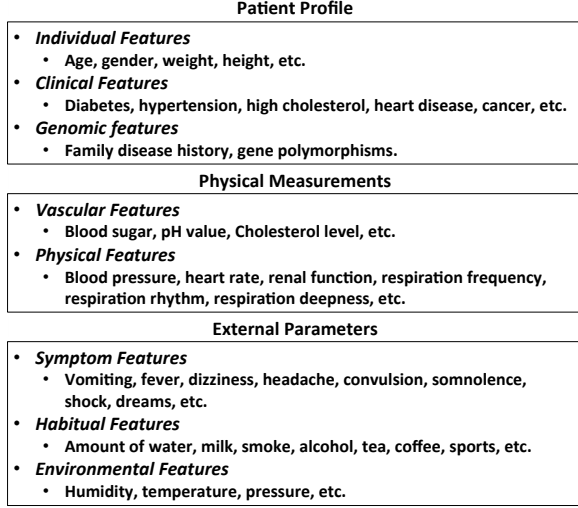 Patient Profile
• Individual Features
• Age, gender, weight, height, etc.
• Clinical Features
• Diabetes, hypertension, high cholesterol, heart disease, cancer, etc.
• Genomic features
• Family disease history, gene polymorphisms.
Physical Measurements
• Vascular Features
• Blood sugar, pH value, Cholesterol level, etc.
• Physical Features
• Blood pressure, heart rate, renal function, respiration frequency,
respiration rhythm, respiration deepness, etc.
External Parameters
• Symptom Features
• Vomiting, fever, dizziness, headache, convulsion, somnolence,
shock, dreams, etc.
• Habitual Features
• Amount of water, milk, smoke, alcohol, tea, coffee, sports, etc.
• Environmental Features
• Humidity, temperature, pressure, etc.